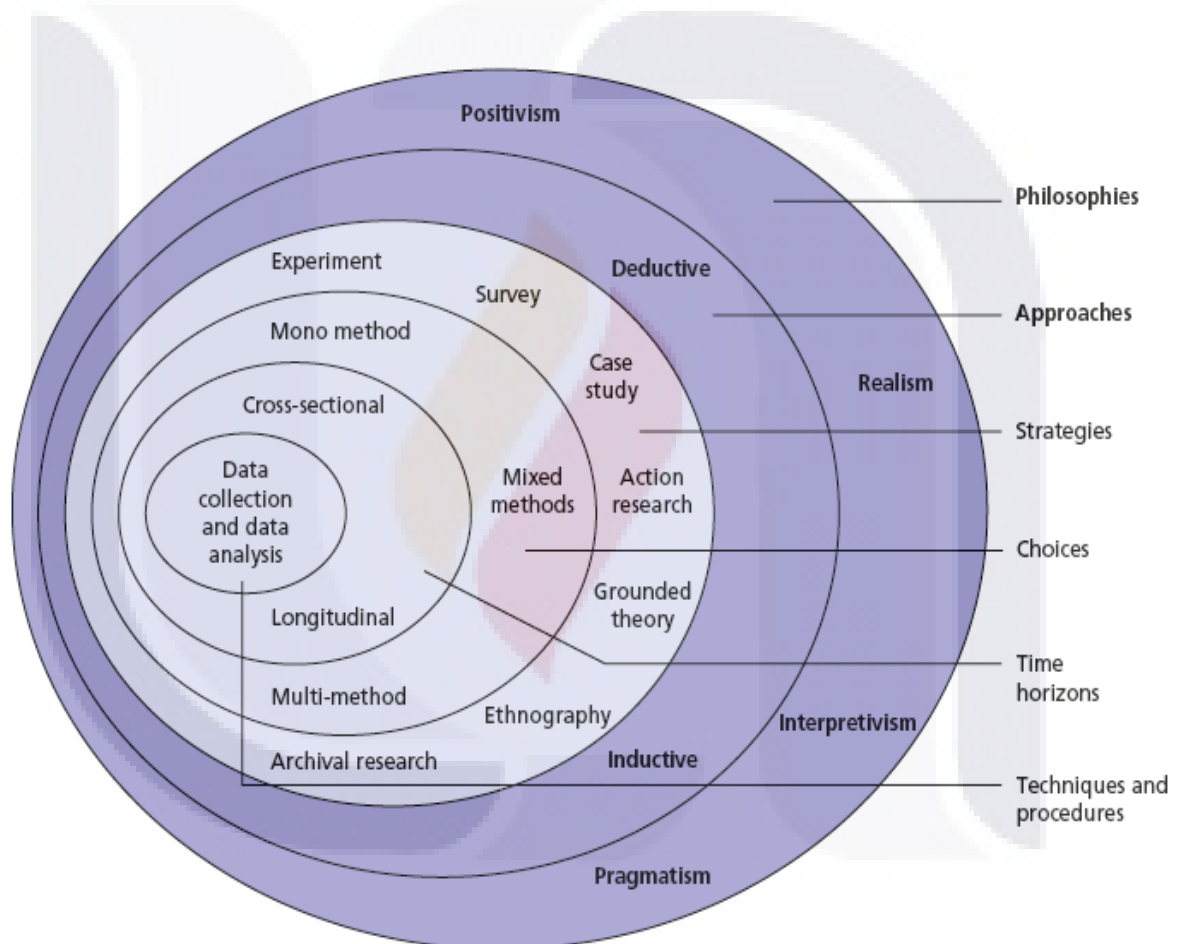 Positivism
Philosophies
Experiment
Deductive
Survey
Approaches
Mono method
Case
study
Realism
Cross-sectional
Strategies
Data
collection
and data
analysis
Mixed
methods
Action
research
Choices
Grounded
theory
Longitudinal
Time
horizons
Multi-method
Ethnography
Interpretivism
Archival research
Inductive
Techniques and
procedures
Pragmatism